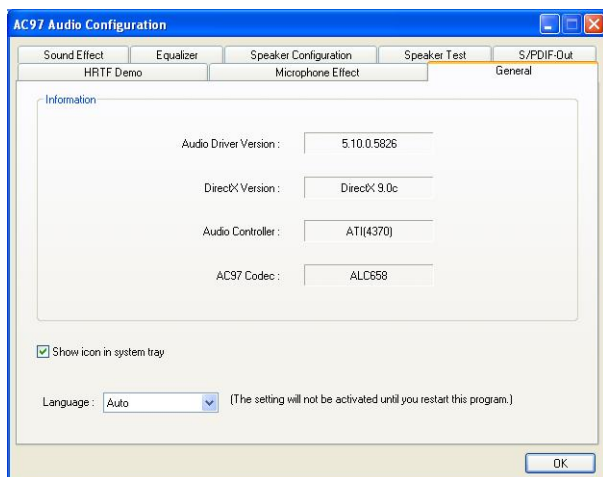 AC97 Audio Configuration
Sound Effect Equalizer Speaker Configuration Speaker Test S/PDIF-Out
HRTF Demo Microphone Effect General
Information
Audio Driver Version : 5.10.0.5826
DirectX Version : DirectX 9.0c
Audio Controller : ATI(4370)
AC97 Codec : ALC658
Show icon in system tray
Language : Auto (The setting will not be activated until you restart this program.)
OK